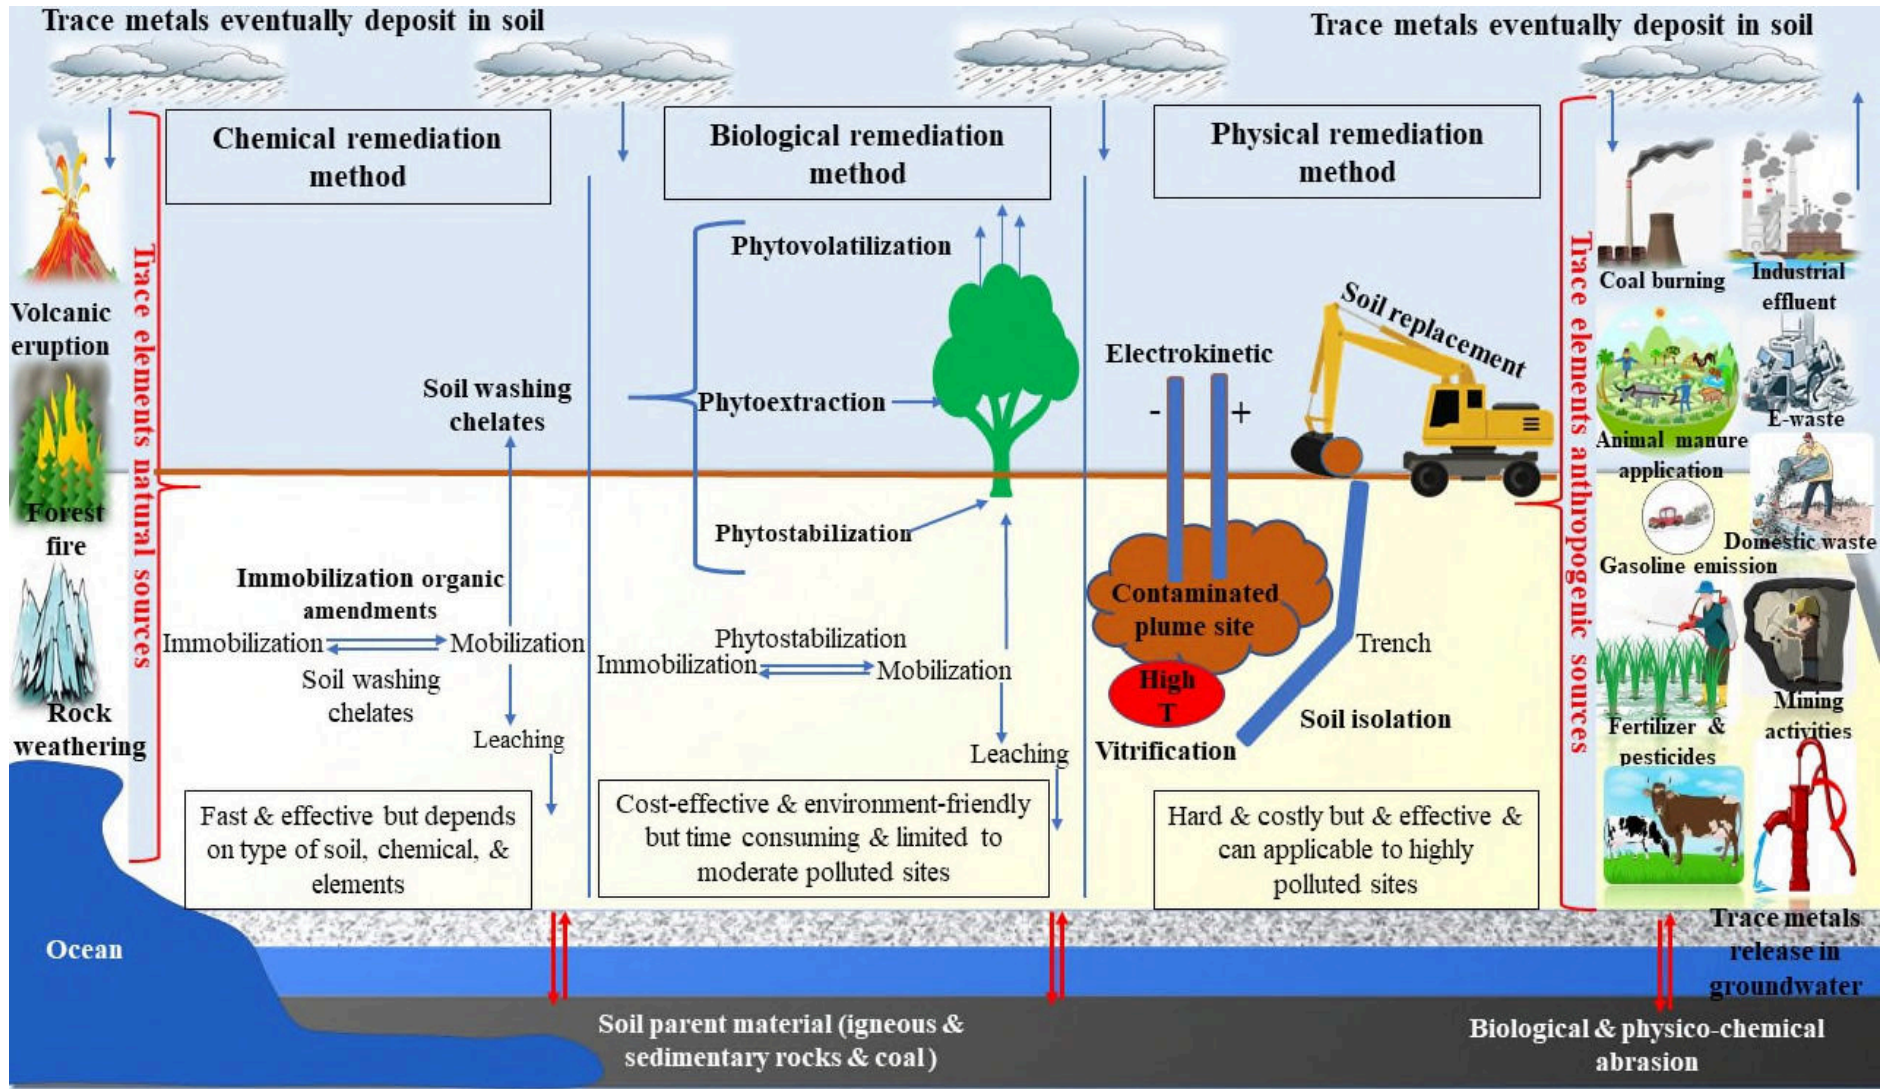 Trace metals eventually deposit in soil
Trace metals eventually deposit in soil
Chemical remediation
method
Biological remediation
method
Physical remediation
method
Volcanic
eruption
Forest
fire
Rock
weathering
Trace elements natural sources
Soil washing
chelates
Immobilization organic
amendments
Immobilization
Mobilization
Soil washing
chelates
Leaching
Fast & effective but depends
on type of soil, chemical, &
elements
Phytovolatilization
Phytoextraction
Phytostabilization
Phytostabilization
Immobilization
Mobilization
Leaching
Cost-effective & environment-friendly
but time consuming & limited to
moderate polluted sites
Electrokinetic
- +
Soil replacement
Contaminated
plume site
High
T
Vitrification
Trench
Soil isolation
Hard & costly but & effective &
can applicable to highly
polluted sites
Trace elements anthropogenic sources
Coal burning
Industrial
effluent
Animal manure
application
E-waste
Gasoline emission
Domestic waste
Fertilizer &
pesticides
Mining
activities
Ocean
Trace metals
release in
groundwater
Soil parent material (igneous &
sedimentary rocks & coal)
Biological & physico-chemical
abrasion